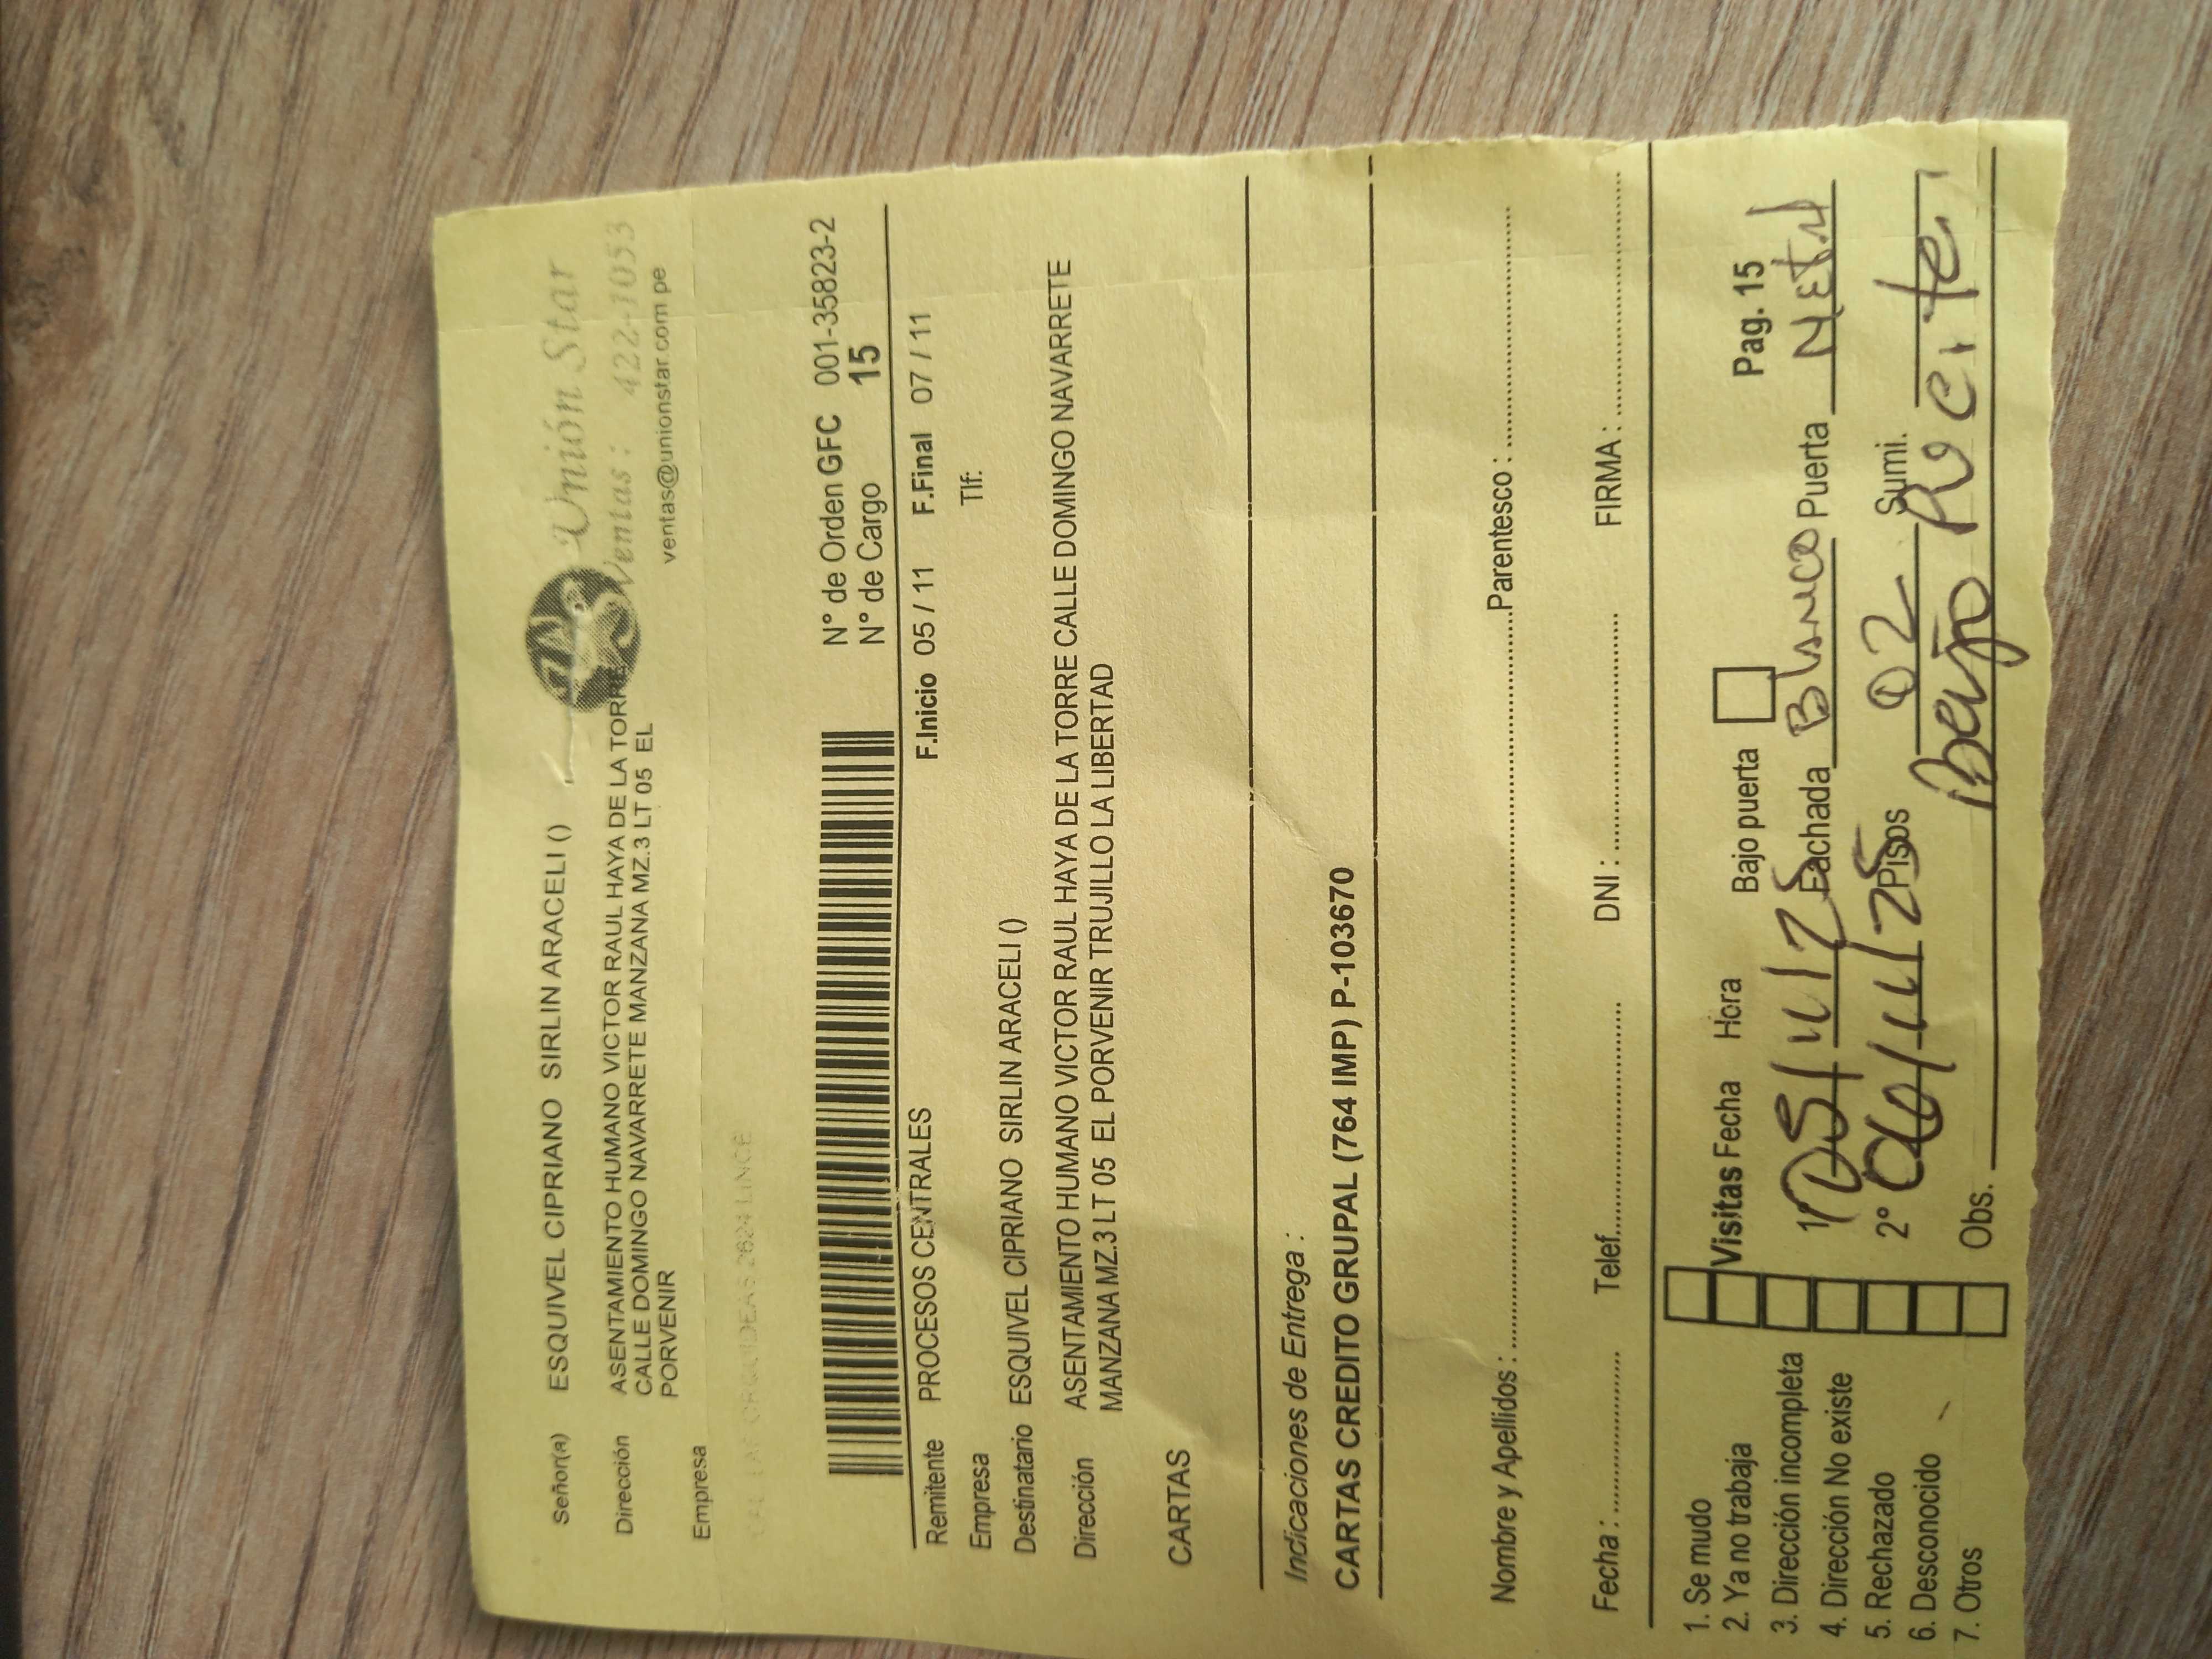 Señor(a) ESQUIVEL CIPRIANO SIRLIN ARACELI ()
Unión Star
Dirección ASENTAMIENTO HUMANO VICTOR RAUL HAYA DE LA TORRE
CALLE DOMINGO NAVARRETE MANZANA MZ.3 LT 05 EL
PORVENIR
Ventas : 422-1053
ventas@unionstar.com pe
Empresa
N° de Orden GFC 001-35823-2
N° de Cargo 15
Remitente PROCESOS CENTRALES F.Inicio 05 / 11 F.Final 07 / 11
Empresa Tlf:
Destinatario ESQUIVEL CIPRIANO SIRLIN ARACELI ()
Dirección ASENTAMIENTO HUMANO VICTOR RAUL HAYA DE LA TORRE CALLE DOMINGO NAVARRETE
MANZANA MZ.3 LT 05 EL PORVENIR TRUJILLO LA LIBERTAD
CARTAS
Indicaciones de Entrega :
CARTAS CREDITO GRUPAL (764 IMP) P-103670
Nombre y Apellidos : Parentesco :
Fecha : Telef. DNI : FIRMA :
1. Se mudo
2. Ya no trabaja
3. Dirección incompleta
4. Dirección No existe
5. Rechazado
6. Desconocido
7. Otros
Visitas Fecha Hora Bajo puerta Pag. 15
1° 05/11/25 Fachada Blanco Puerta Metal
2° 06/11/25 Pisos 02 Sumi.
Obs. Bajo